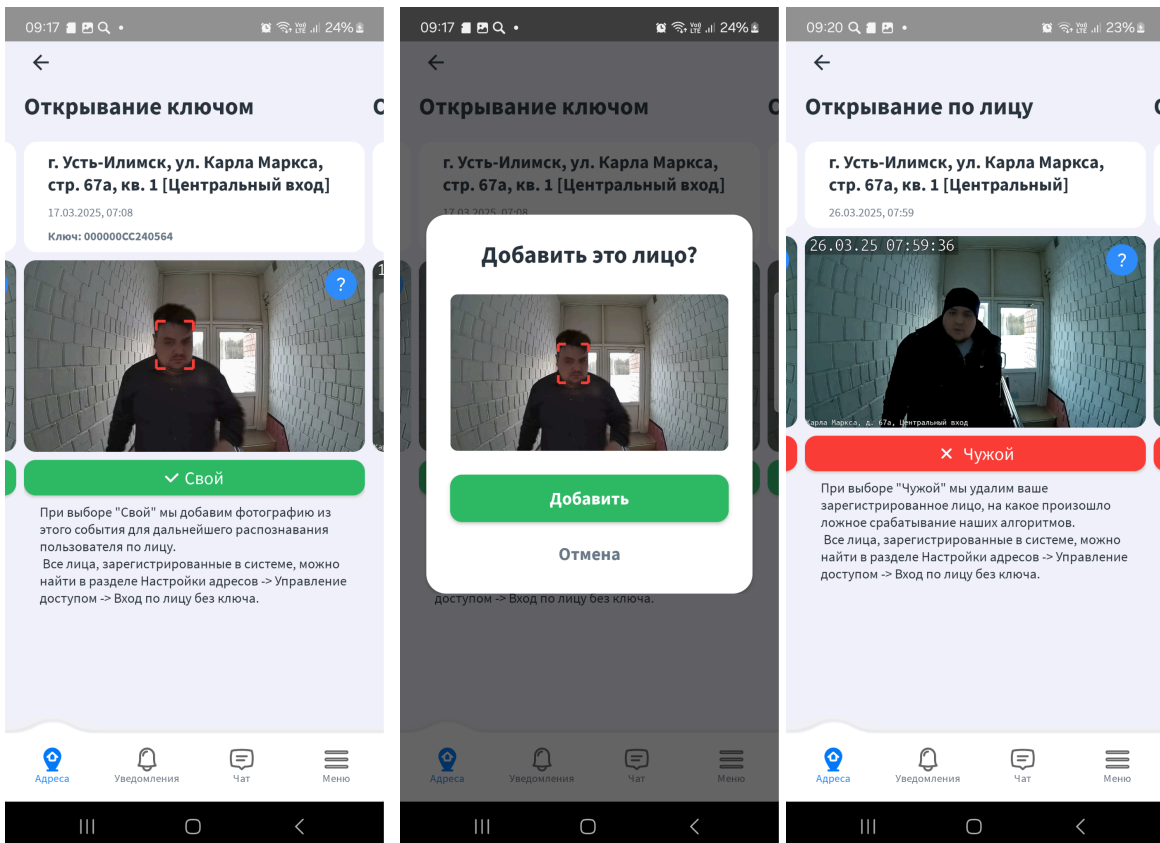 09:17
24%
Открывание ключом
г. Усть-Илимск, ул. Карла Маркса,
стр. 67а, кв. 1 [Центральный вход]
17.03.2025, 07:08
Ключ: 000000CC240564
?
Свой
При выборе "Свой" мы добавим фотографию из
этого события для дальнейшего распознавания
пользователя по лицу.
Все лица, зарегистрированные в системе, можно
найти в разделе Настройки адресов -> Управление
доступом -> Вход по лицу без ключа.
Адреса
Уведомления
Чат
Меню
09:17
24%
Открывание ключом
г. Усть-Илимск, ул. Карла Маркса,
стр. 67а, кв. 1 [Центральный вход]
17.03.2025, 07:08
Добавить это лицо?
Добавить
Отмена
доступом -> Вход по лицу без ключа.
Адреса
Уведомления
Чат
Меню
09:20
23%
Открывание по лицу
г. Усть-Илимск, ул. Карла Маркса,
стр. 67а, кв. 1 [Центральный]
26.03.2025, 07:59
26.03.25 07:59:36
?
Карла Маркса, д. 67а, Центральный вход
Чужой
При выборе "Чужой" мы удалим ваше
зарегистрированное лицо, на какое произошло
ложное срабатывание наших алгоритмов.
Все лица, зарегистрированные в системе, можно
найти в разделе Настройки адресов -> Управление
доступом -> Вход по лицу без ключа.
Адреса
Уведомления
Чат
Меню